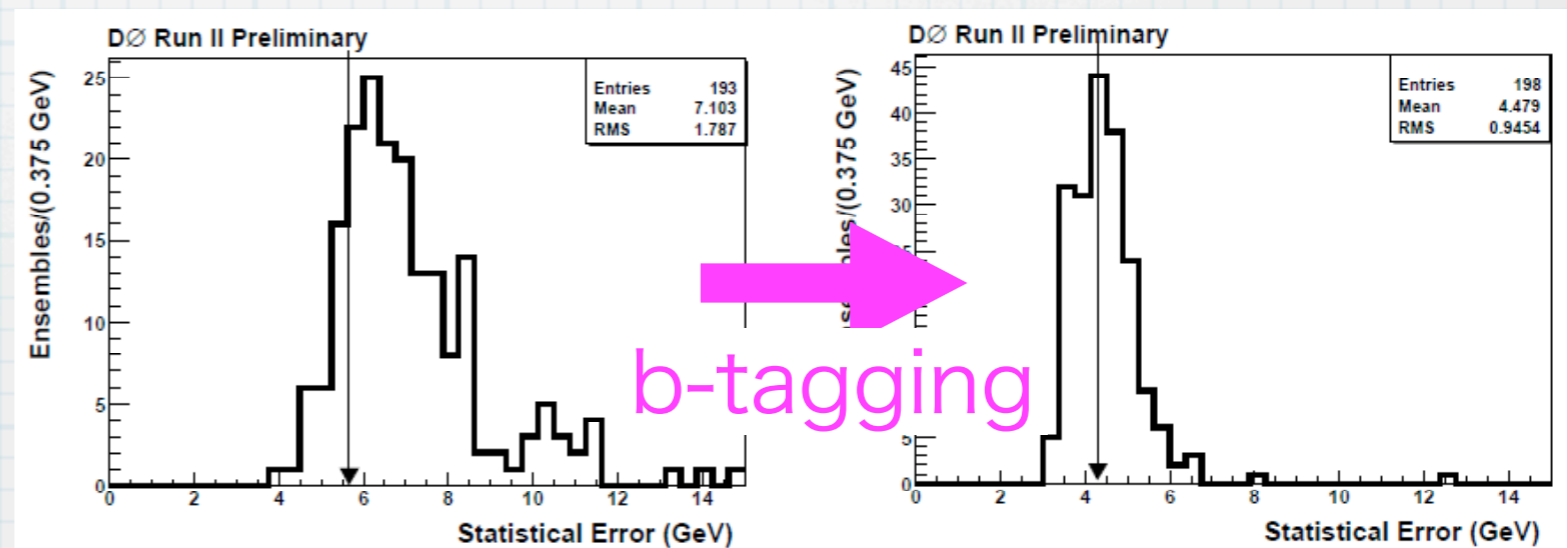 DØ Run II Preliminary
Ensembles/(0.375 GeV)
25
20
15
10
5
0
Entries 193
Mean 7.103
RMS 1.787
0 2 4 6 8 10 12 14
Statistical Error (GeV)
b-tagging
DØ Run II Preliminary
/(0.375 GeV)
45
40
35
30
5
0
Entries 198
Mean 4.479
RMS 0.9454
0 2 4 6 8 10 12 14
Statistical Error (GeV)